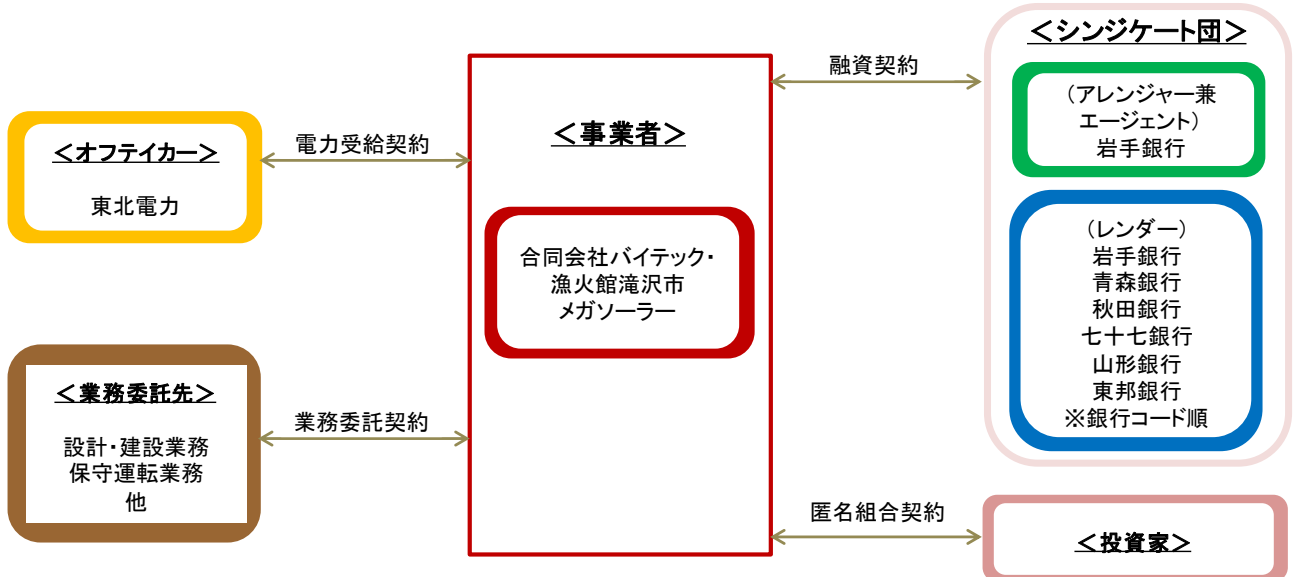 ＜オフテイカー＞
東北電力
電力受給契約
＜業務委託先＞
設計・建設業務
保守運転業務
他
業務委託契約
＜事業者＞
合同会社バイテック・
漁火館滝沢市
メガソーラー
融資契約
＜シンジケート団＞
（アレンジャー兼
エージェント）
岩手銀行
（レンダー）
岩手銀行
青森銀行
秋田銀行
七十七銀行
山形銀行
東邦銀行
※銀行コード順
匿名組合契約
＜投資家＞